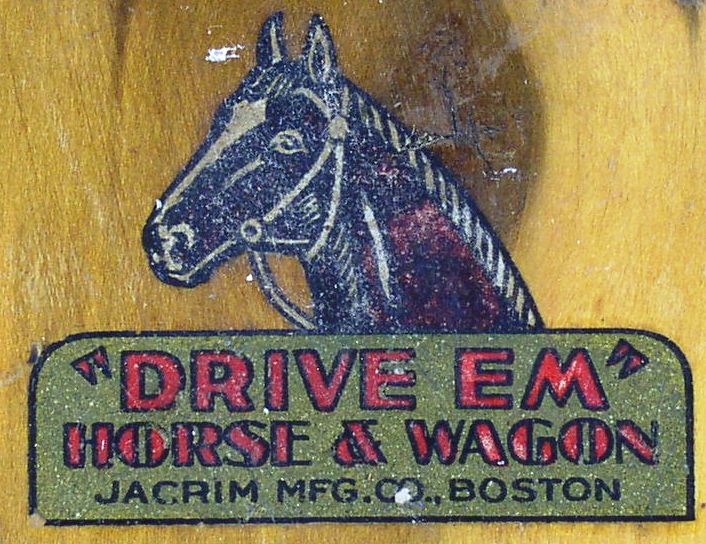 "DRIVE EM"
HORSE & WAGON
JACRIM MFG. CO., BOSTON